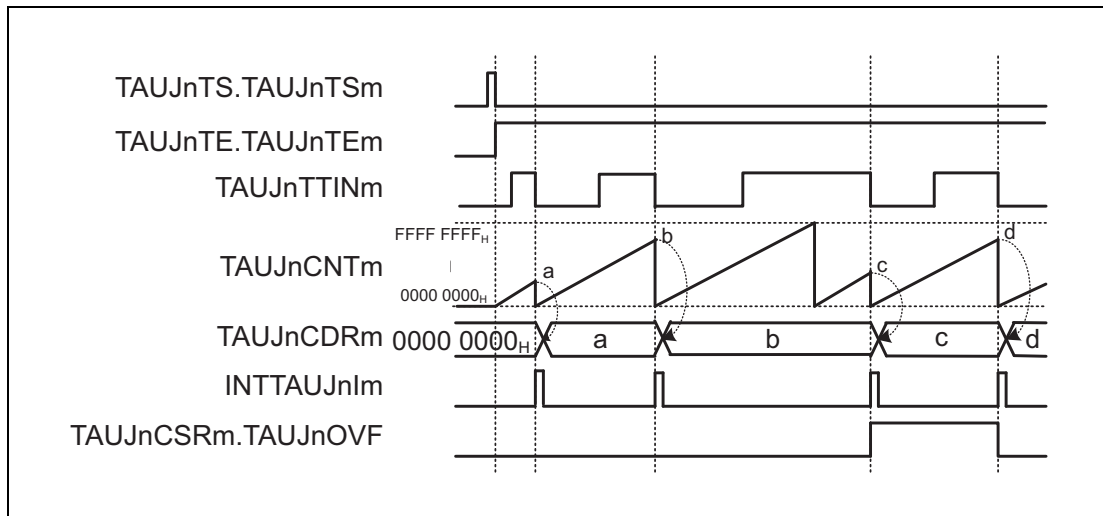 TAUJnTS.TAUJnTSm
TAUJnTE.TAUJnTEm
TAUJnTTINm
FFFF FFFFH
TAUJnCNTm
0000 0000H
a
b
c
d
TAUJnCDRm
0000 0000H
a
b
c
d
INTTAUJnIm
TAUJnCSRm.TAUJnOVF